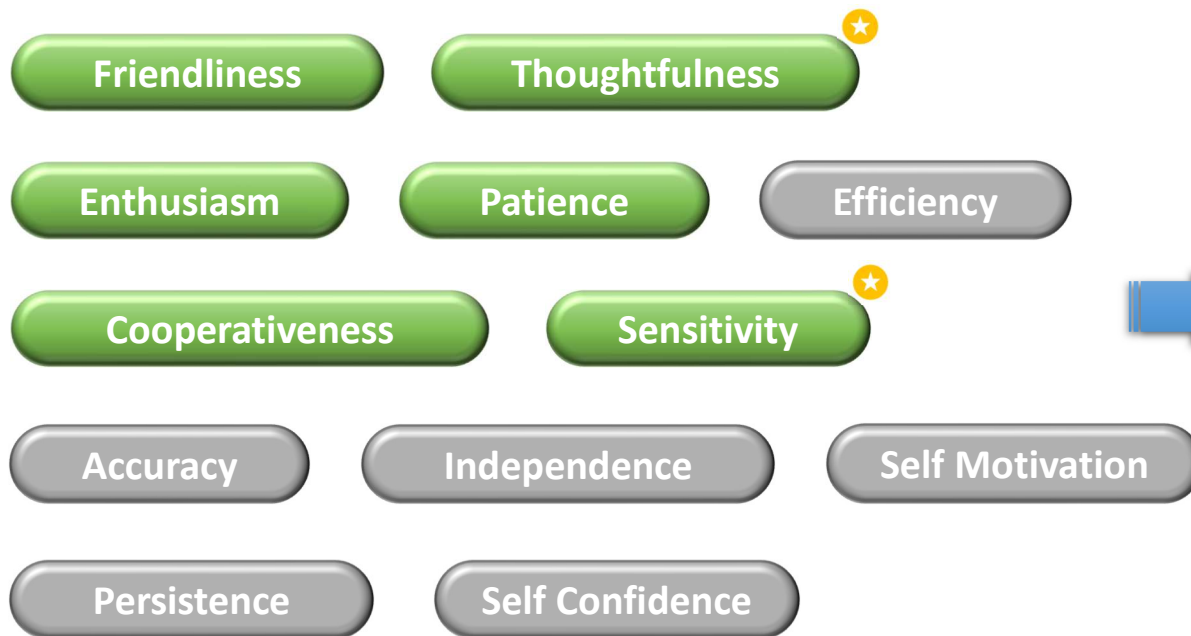 Friendliness Thoughtfulness
Enthusiasm Patience Efficiency
Cooperativeness Sensitivity
Accuracy Independence Self Motivation
Persistence Self Confidence